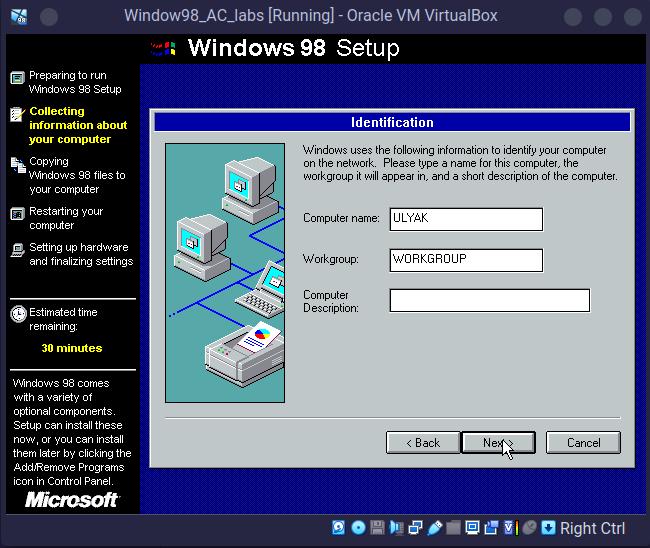 Window98_AC_labs [Running] - Oracle VM VirtualBox
Windows 98 Setup
Preparing to run
Windows 98 Setup
Collecting
information about
your computer
Copying
Windows 98 files to
your computer
Restarting your
computer
Setting up hardware
and finalizing settings
Estimated time
remaining:
30 minutes
Windows 98 comes
with a variety of
optional components.
Setup can install these
now, or you can install
them later by clicking the
Add/Remove Programs
icon in Control Panel.
Microsoft
Identification
Windows uses the following information to identify your computer
on the network. Please type a name for this computer, the
workgroup it will appear in, and a short description of the computer.
Computer name: ULYAK
Workgroup: WORKGROUP
Computer
Description:
< Back Next > Cancel
Right Ctrl